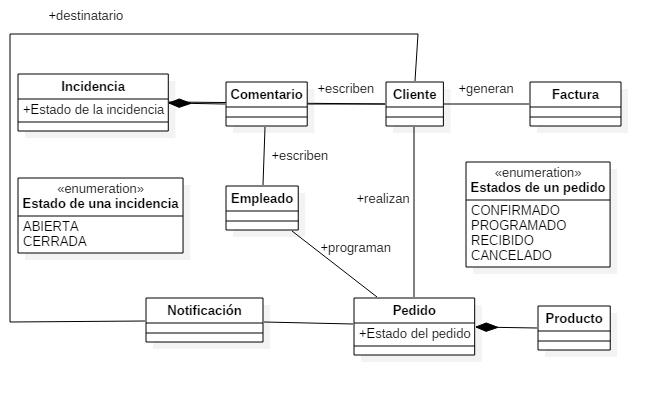 +destinatario
Incidencia
+Estado de la incidencia
Comentario
+escriben
Cliente
+generan
Factura
+escriben
«enumeration»
Estado de una incidencia
ABIERTA
CERRADA
Empleado
+realizan
«enumeration»
Estados de un pedido
CONFIRMADO
PROGRAMADO
RECIBIDO
CANCELADO
+programan
Notificación
Pedido
+Estado del pedido
Producto